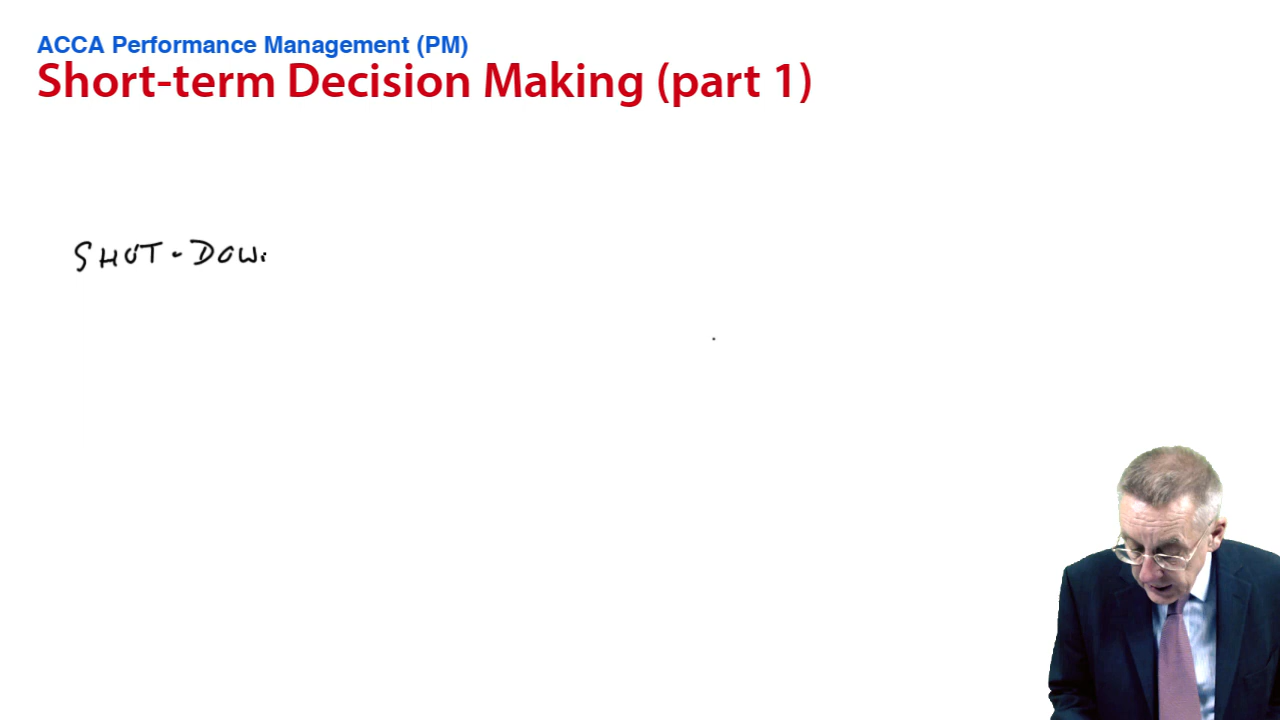 ACCA Performance Management (PM)
Short-term Decision Making (part 1)
SHUT-DOW